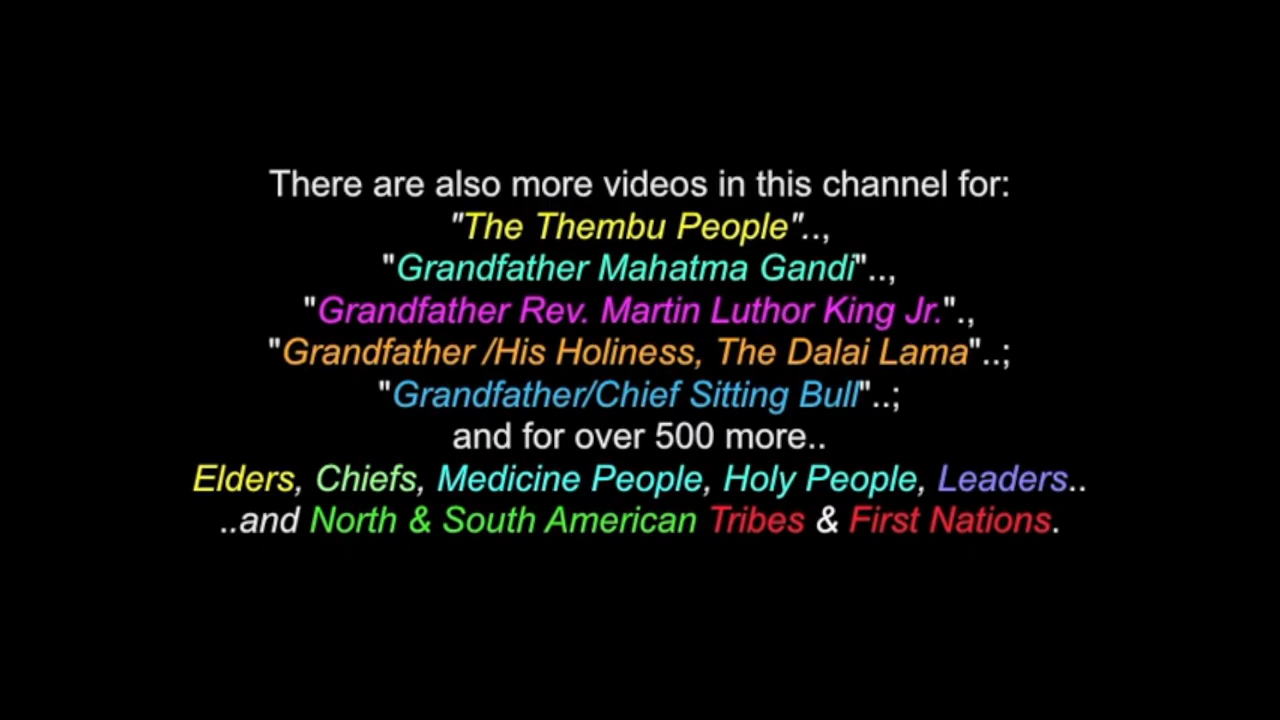 There are also more videos in this channel for:
"The Thembu People"..,
"Grandfather Mahatma Gandi"..,
"Grandfather Rev. Martin Luthor King Jr.".,
"Grandfather /His Holiness, The Dalai Lama"..;
"Grandfather/Chief Sitting Bull"..;
and for over 500 more..
Elders, Chiefs, Medicine People, Holy People, Leaders..
..and North & South American Tribes & First Nations.